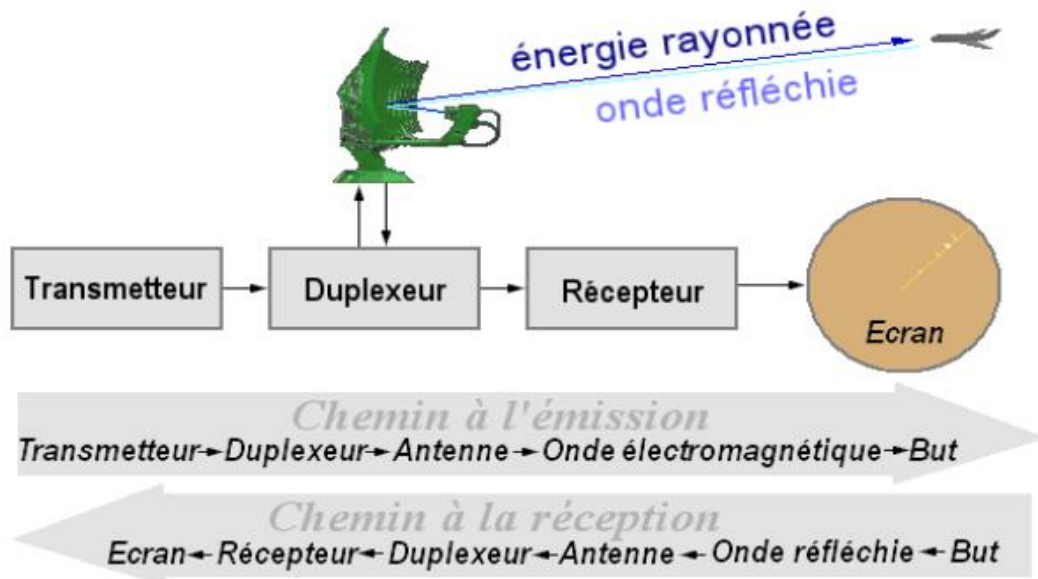 énergie rayonnée
onde réfléchie
Transmetteur
Duplexeur
Récepteur
Ecran
Chemin à l'émission
Transmetteur→Duplexeur→Antenne→Onde électromagnétique→But
Chemin à la réception
Ecran←Récepteur←Duplexeur←Antenne←Onde réfléchie←But